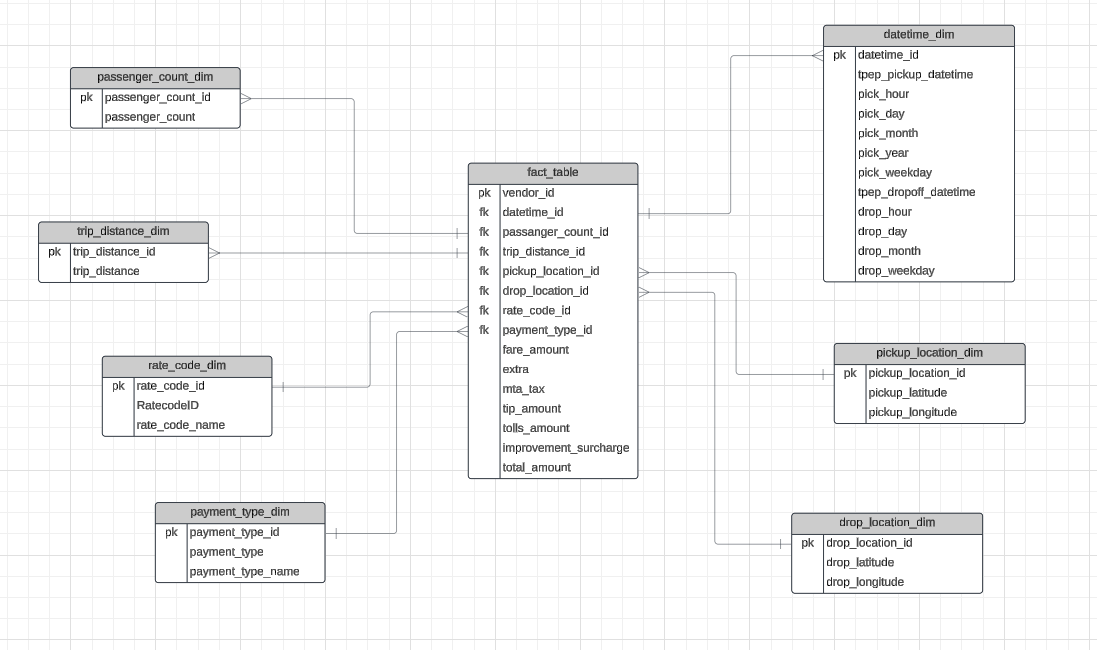 passenger_count_dim
pk passenger_count_id
passenger_count
trip_distance_dim
pk trip_distance_id
trip_distance
rate_code_dim
pk rate_code_id
RatecodeID
rate_code_name
payment_type_dim
pk payment_type_id
payment_type
payment_type_name
fact_table
pk vendor_id
fk datetime_id
fk passanger_count_id
fk trip_distance_id
fk pickup_location_id
fk drop_location_id
fk rate_code_id
fk payment_type_id
fare_amount
extra
mta_tax
tip_amount
tolls_amount
improvement_surcharge
total_amount
datetime_dim
pk datetime_id
tpep_pickup_datetime
pick_hour
pick_day
pick_month
pick_year
pick_weekday
tpep_dropoff_datetime
drop_hour
drop_day
drop_month
drop_weekday
pickup_location_dim
pk pickup_location_id
pickup_latitude
pickup_longitude
drop_location_dim
pk drop_location_id
drop_latitude
drop_longitude